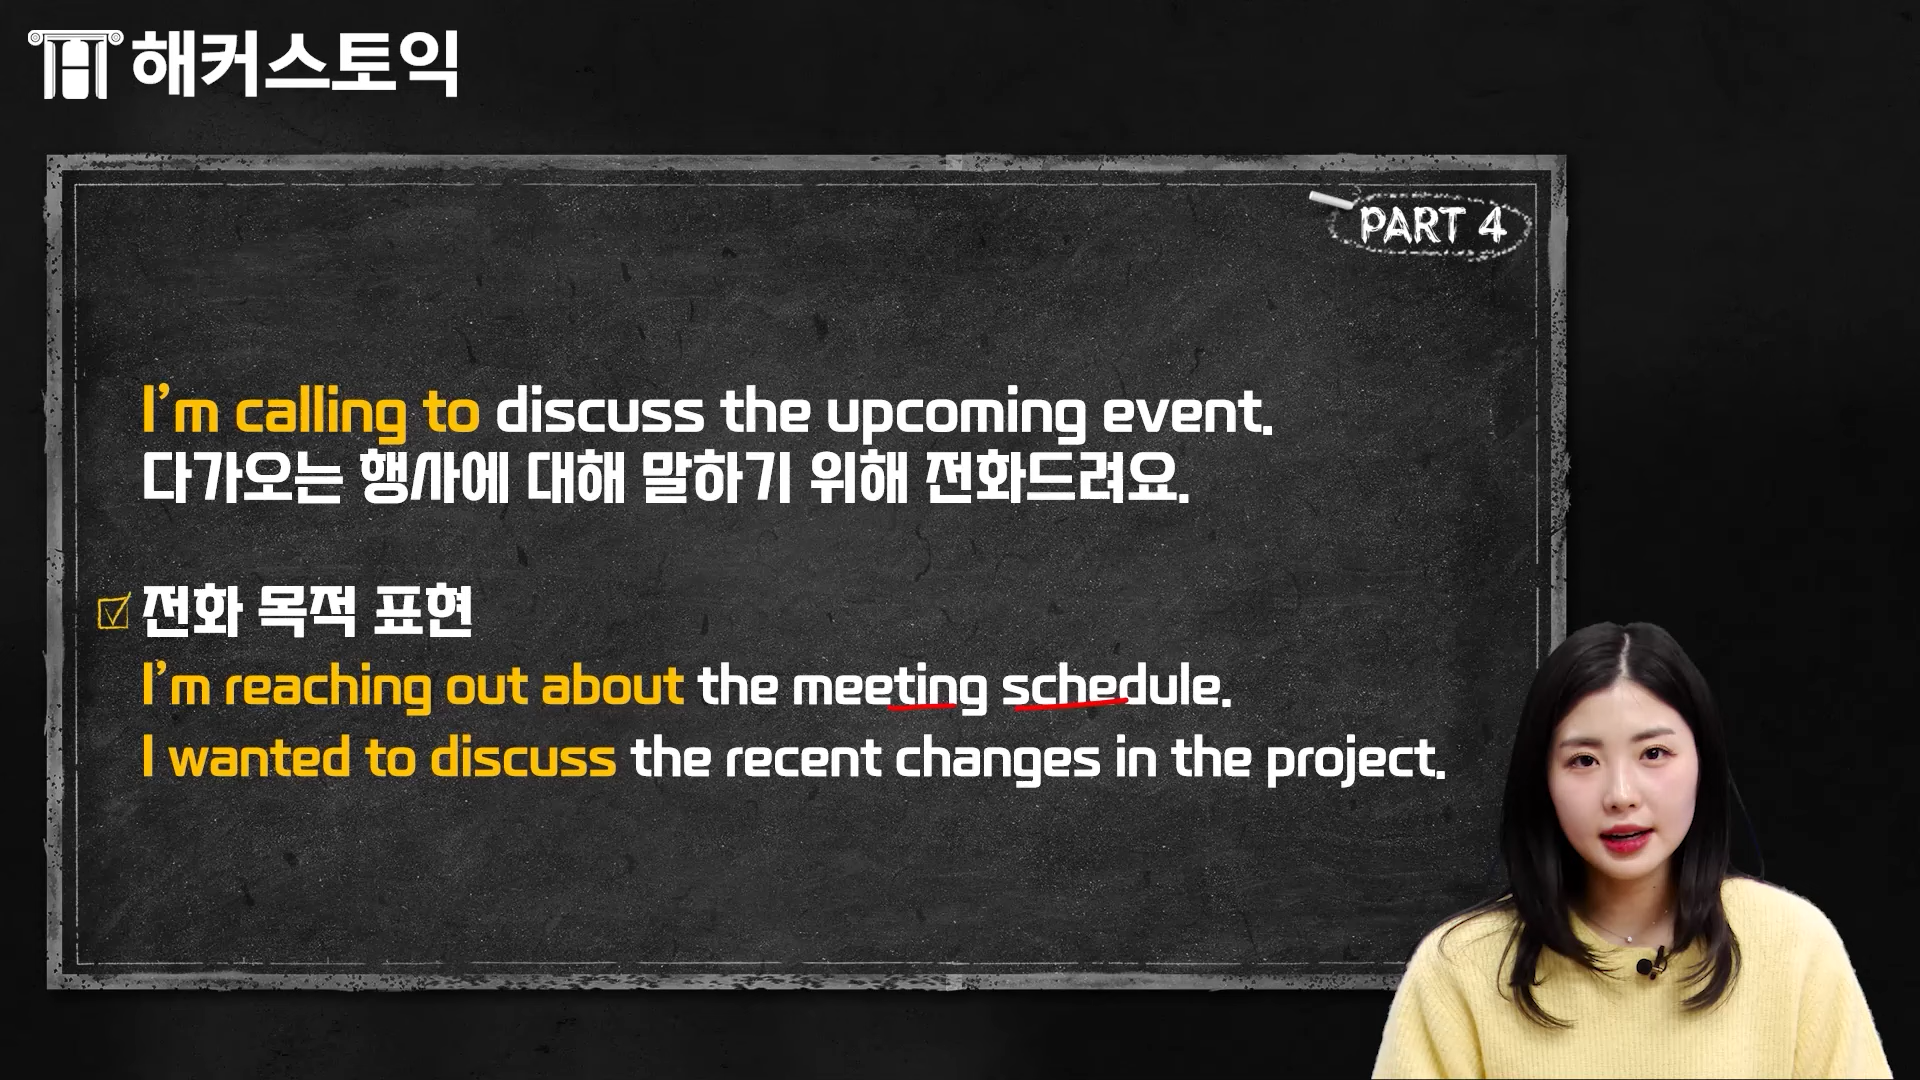 해커스토익
PART 4
I'm calling to discuss the upcoming event.
다가오는 행사에 대해 말하기 위해 전화드려요.
전화 목적 표현
I'm reaching out about the meeting schedule.
I wanted to discuss the recent changes in the project.